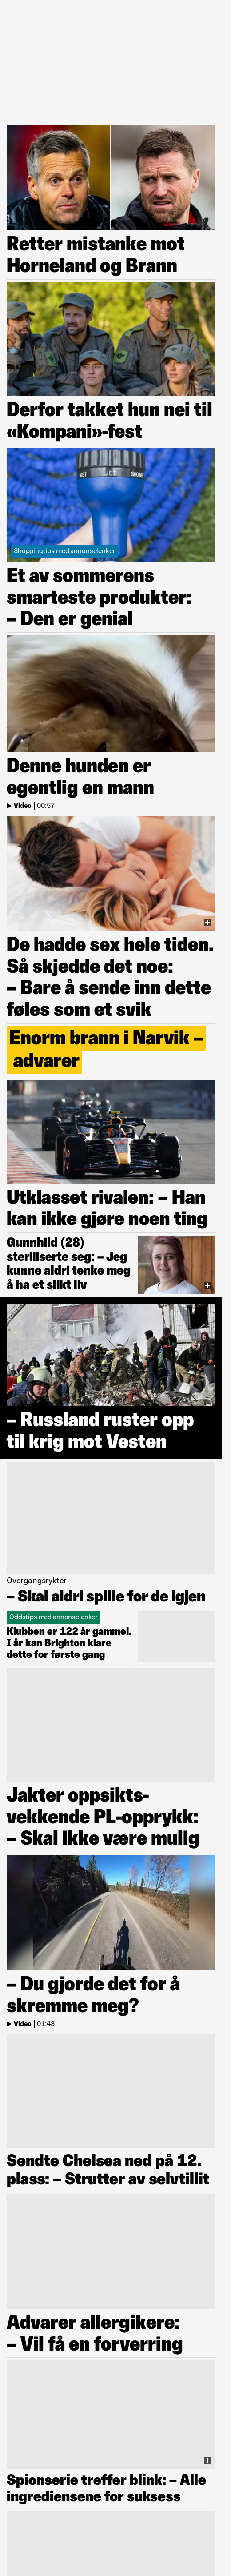 Retter mistanke mot
Horneland og Brann
Derfor takket hun nei til
«Kompani»-fest
Shoppingtips med annonselenker
Et av sommerens
smarteste produkter:
– Den er genial
Denne hunden er
egentlig en mann
Video | 00:57
De hadde sex hele tiden.
Så skjedde det noe:
– Bare å sende inn dette
føles som et svik
Enorm brann i Narvik –
advarer
Utklasset rivalen: – Han
kan ikke gjøre noen ting
Gunnhild (28)
steriliserte seg: – Jeg
kunne aldri tenke meg
å ha et slikt liv
– Russland ruster opp
til krig mot Vesten
Overgangsrykter
– Skal aldri spille for de igjen
Oddstips med annonselenker
Klubben er 122 år gammel.
I år kan Brighton klare
dette for første gang
Jakter oppsikts-
vekkende PL-opprykk:
– Skal ikke være mulig
– Du gjorde det for å
skremme meg?
Video | 01:43
Sendte Chelsea ned på 12.
plass: – Strutter av selvtillit
Advarer allergikere:
– Vil få en forverring
Spionserie treffer blink: – Alle
ingrediensene for suksess